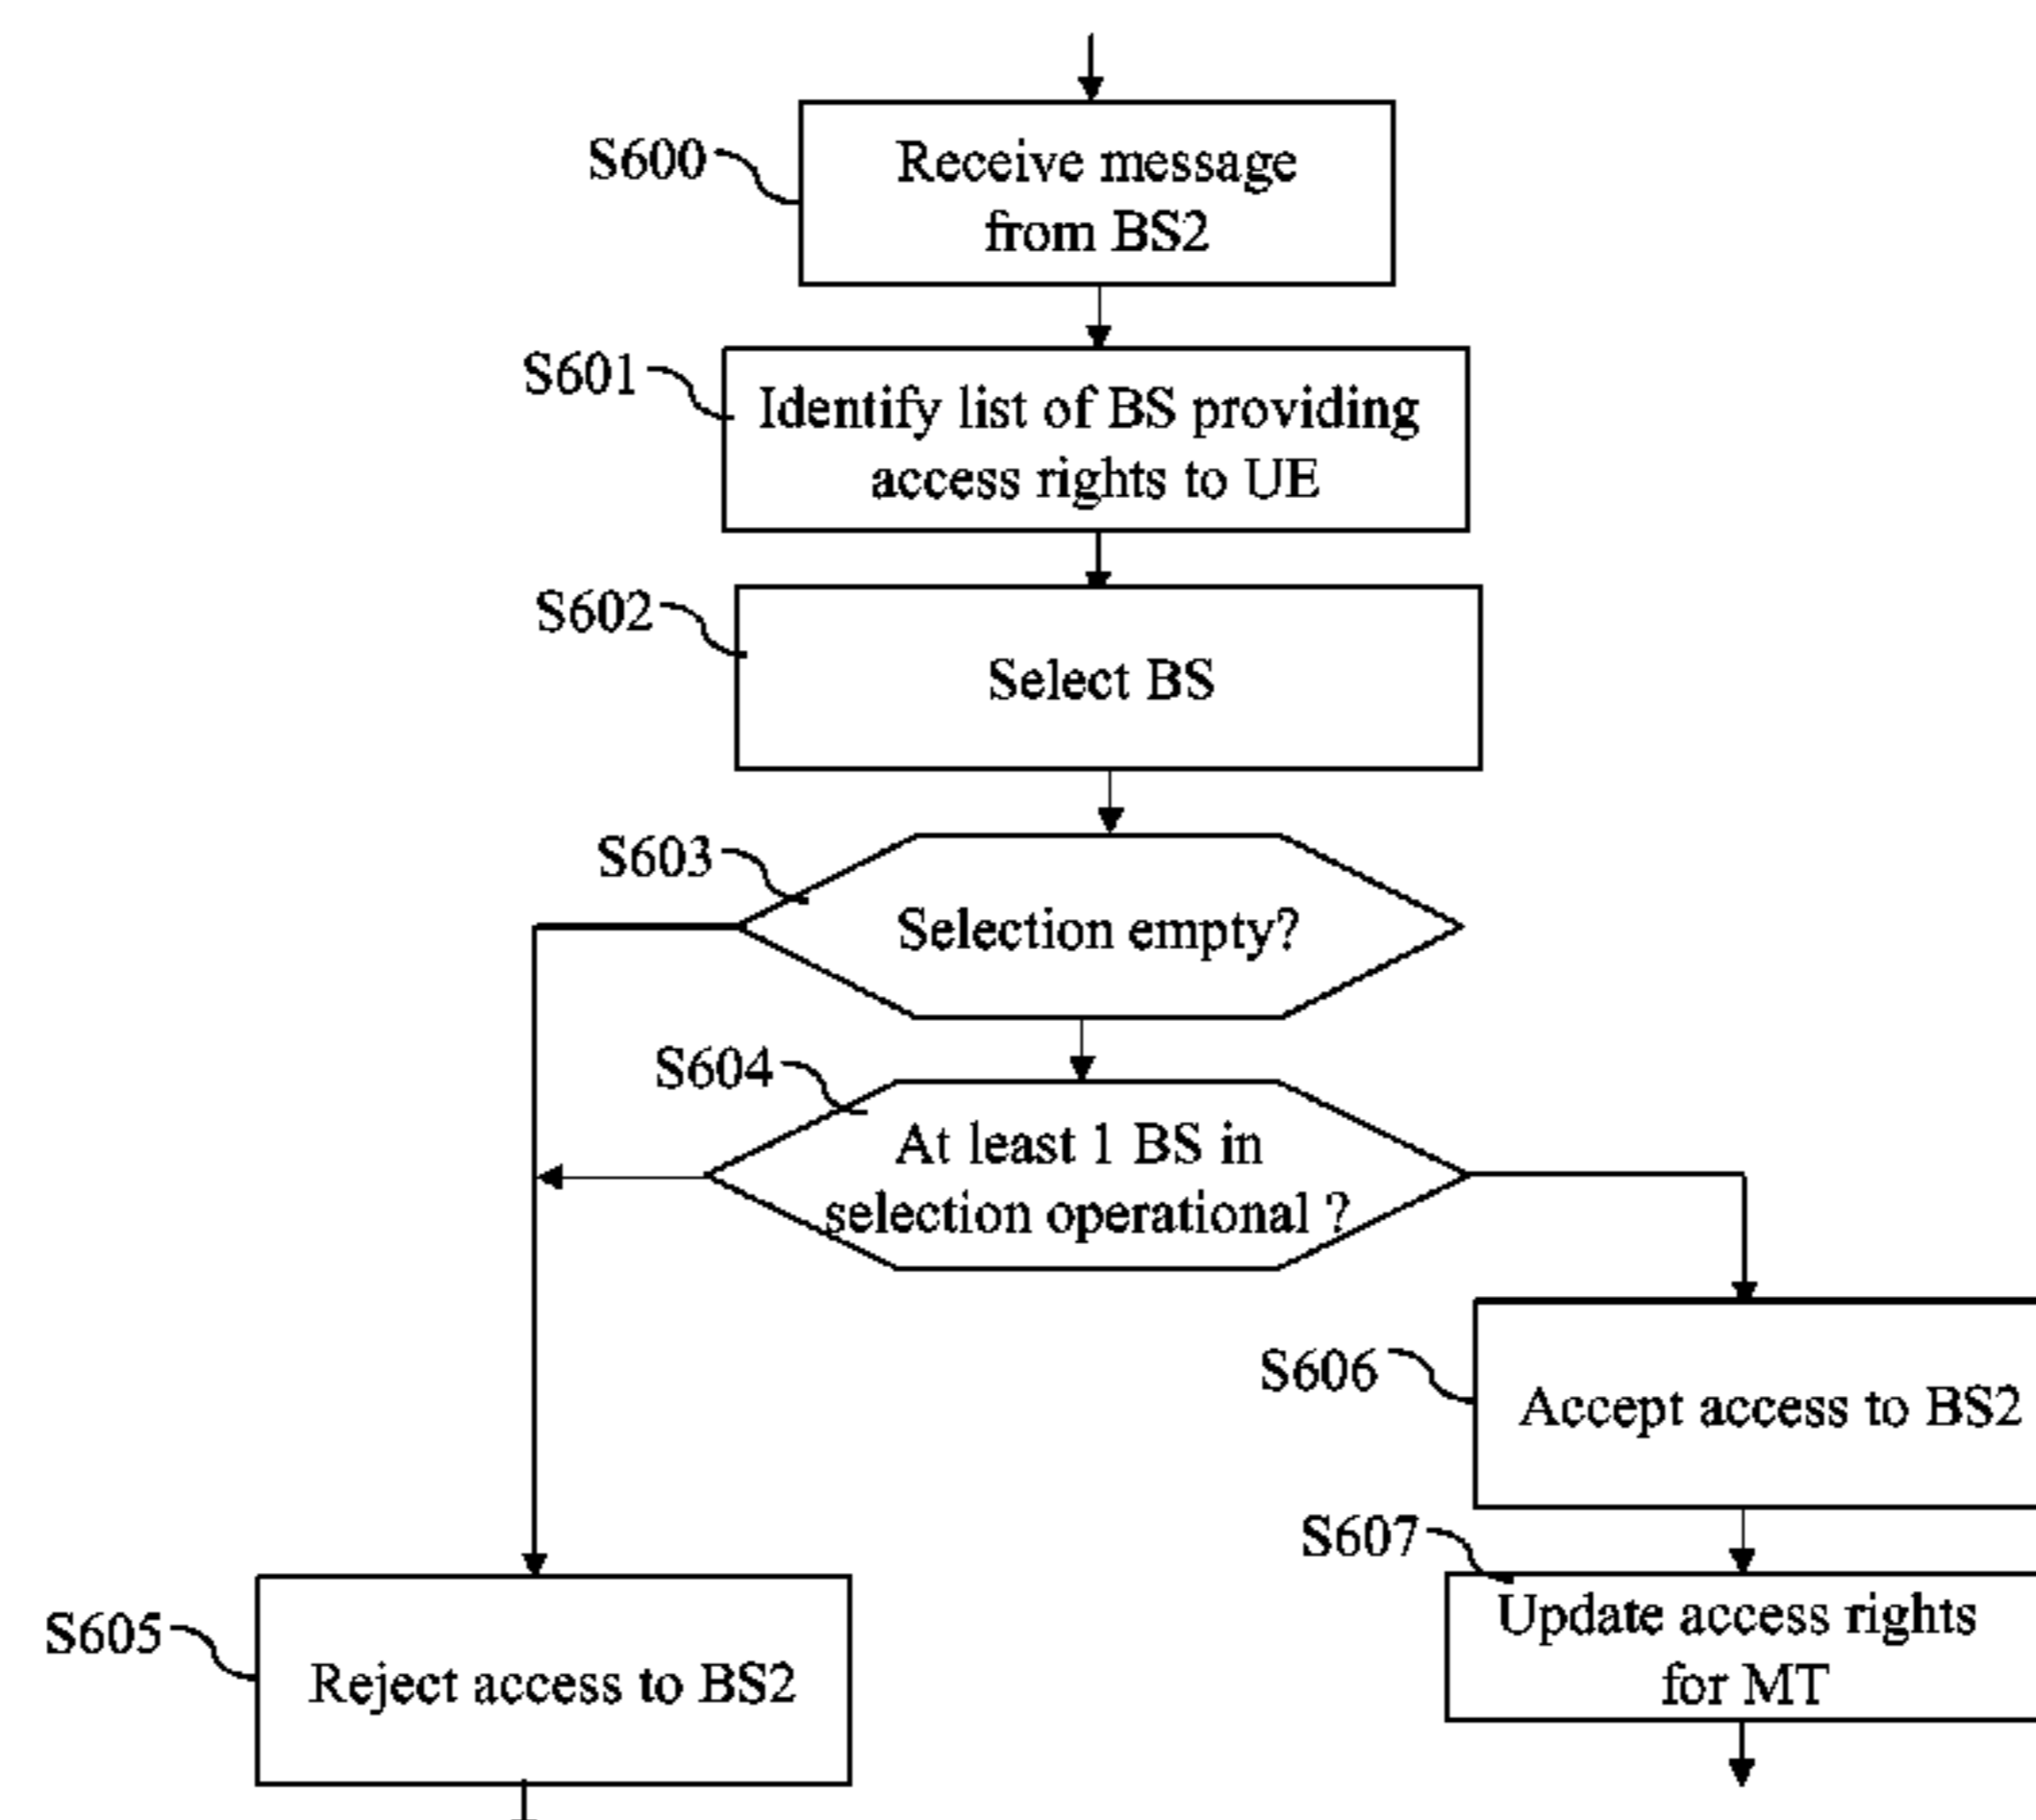 S600
Receive message
from BS2
S601
Identify list of BS providing
access rights to UE
S602
Select BS
S603
Selection empty?
S604
At least 1 BS in
selection operational ?
S606
Accept access to BS2
S607
Update access rights
for MT
S605
Reject access to BS2